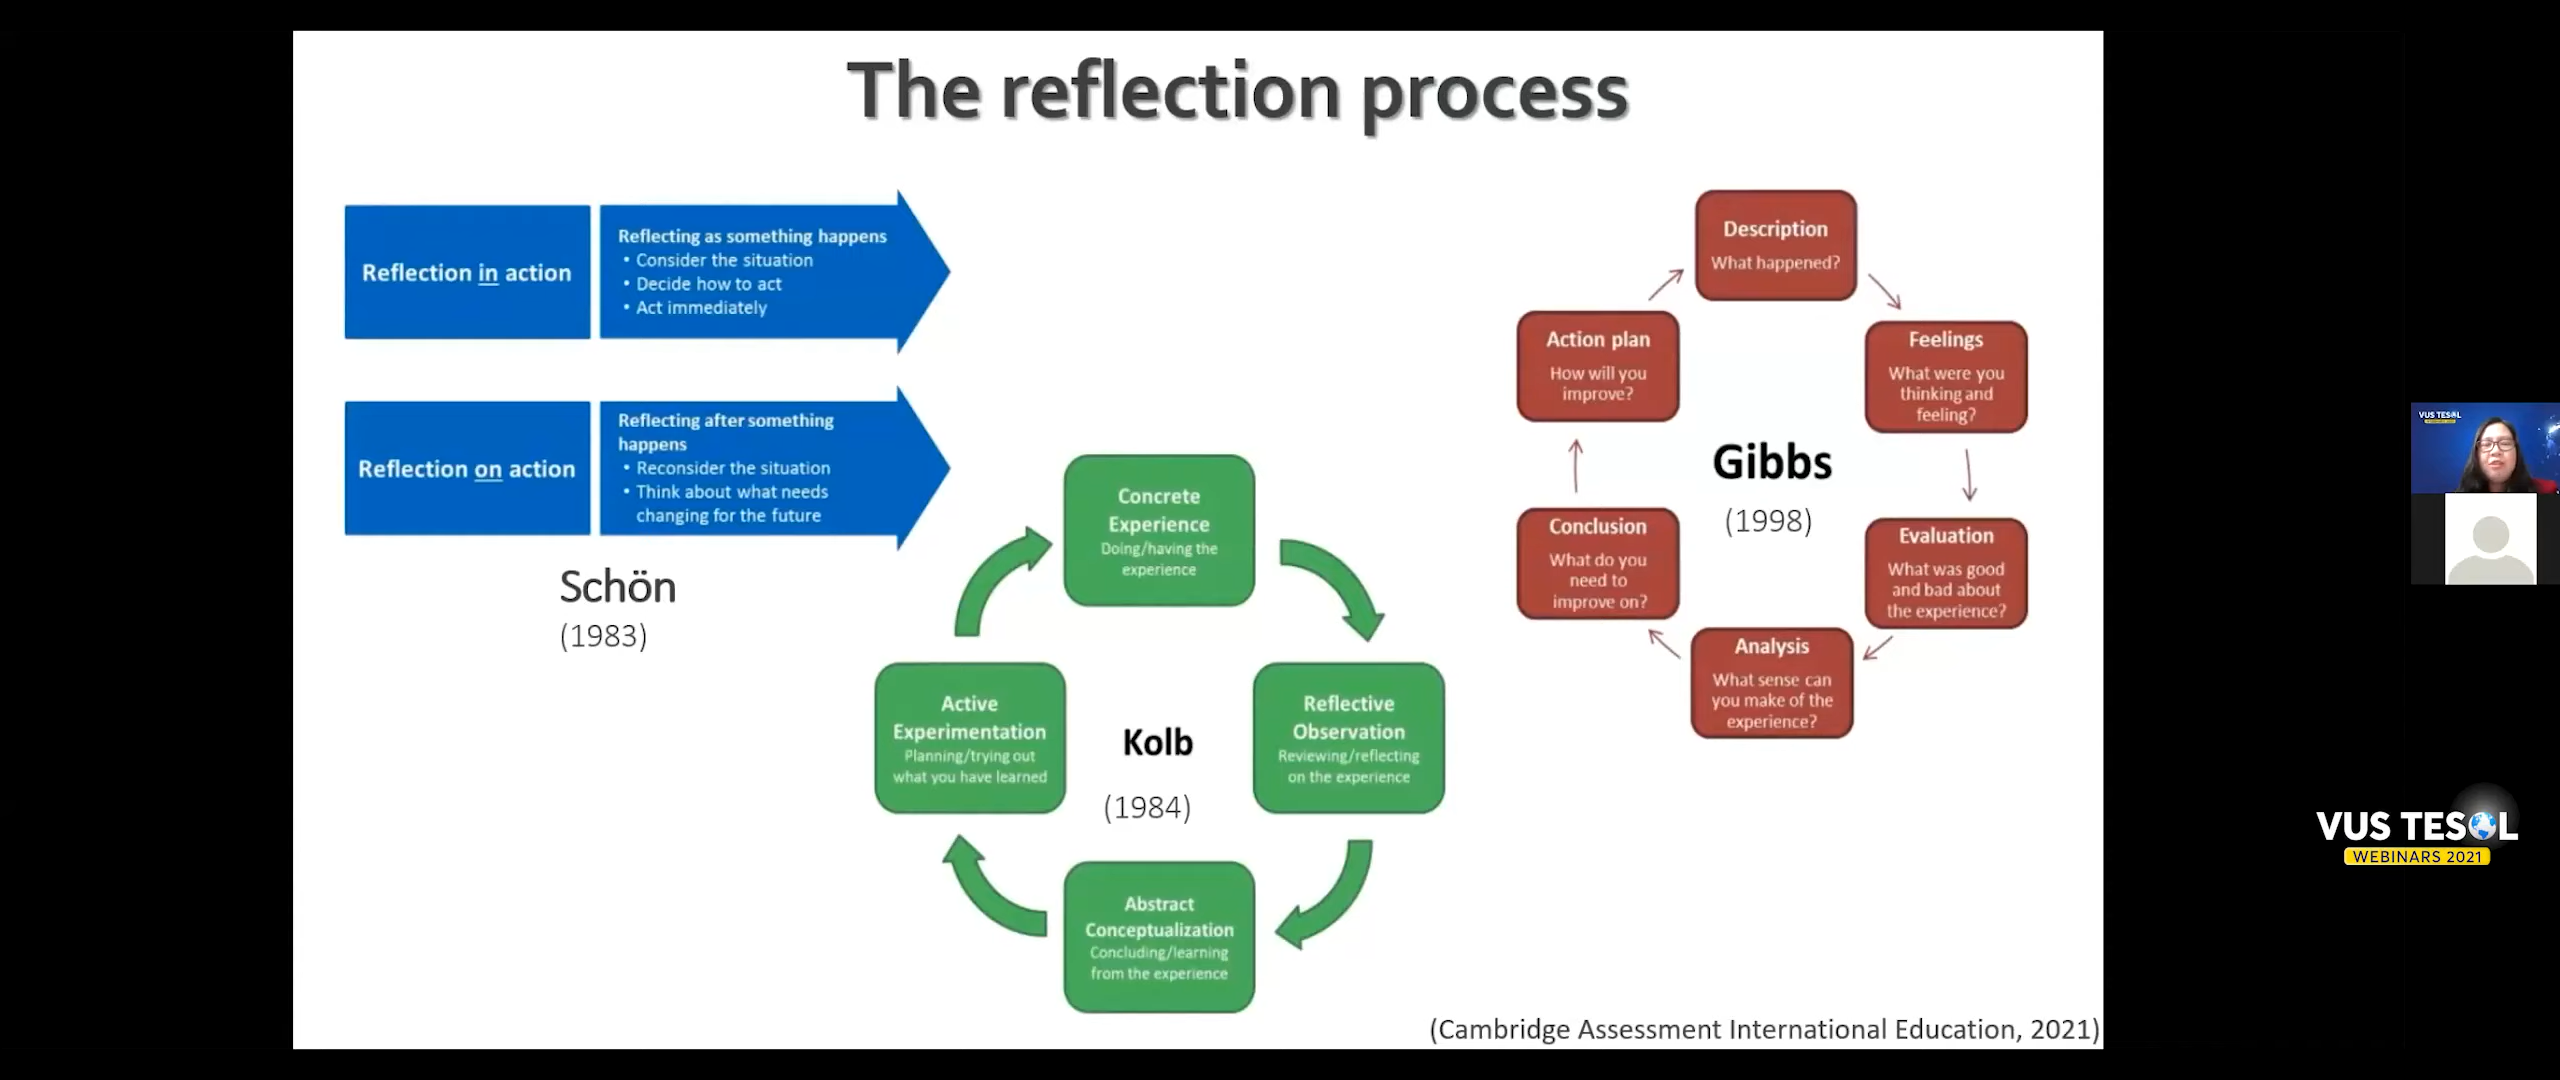 The reflection process
Reflection in action
Reflecting as something happens
• Consider the situation
• Decide how to act
• Act immediately
Reflection on action
Reflecting after something
happens
• Reconsider the situation
• Think about what needs
changing for the future
Schön
(1983)
Concrete
Experience
Doing/having the
experience
Reflective
Observation
Reviewing/reflecting
on the experience
Abstract
Conceptualization
Concluding/learning
from the experience
Active
Experimentation
Planning/trying out
what you have learned
Kolb
(1984)
Description
What happened?
Feelings
What were you
thinking and
feeling?
Evaluation
What was good
and bad about
the experience?
Analysis
What sense can
you make of the
experience?
Conclusion
What do you
need to
improve on?
Action plan
How will you
improve?
Gibbs
(1998)
(Cambridge Assessment International Education, 2021)
VUS TESOL
VUS TESOL
WEBINARS 2021